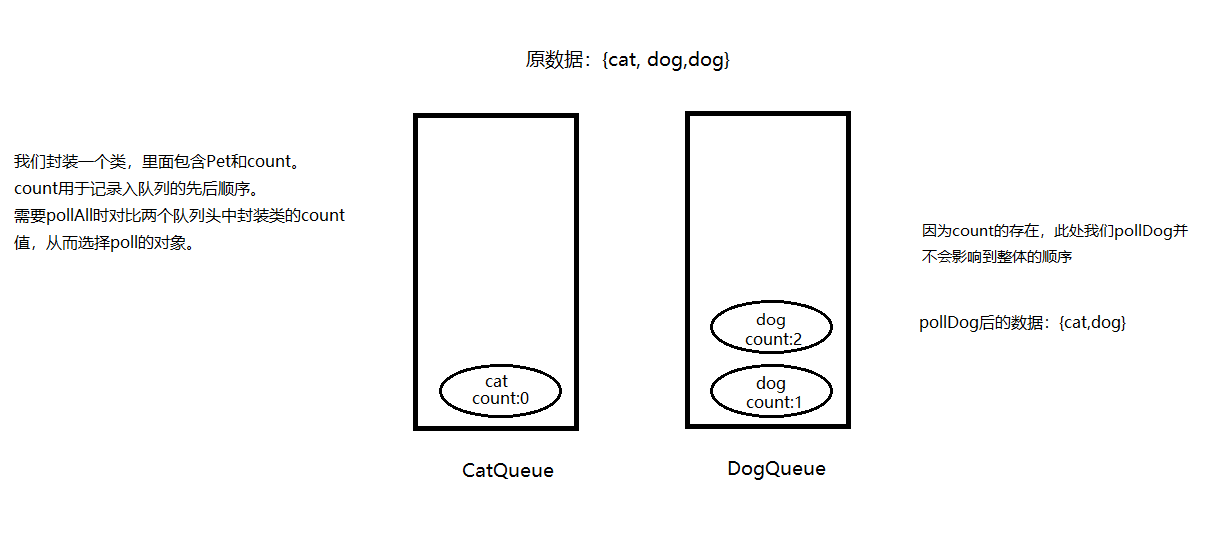 原数据：{cat, dog,dog}
我们封装一个类，里面包含Pet和count。
count用于记录入队列的先后顺序。
需要pollAll时对比两个队列头中封装类的count
值，从而选择poll的对象。
cat
count:0
CatQueue
dog
count:2
dog
count:1
DogQueue
因为count的存在，此处我们pollDog并
不会影响到整体的顺序
pollDog后的数据：{cat,dog}